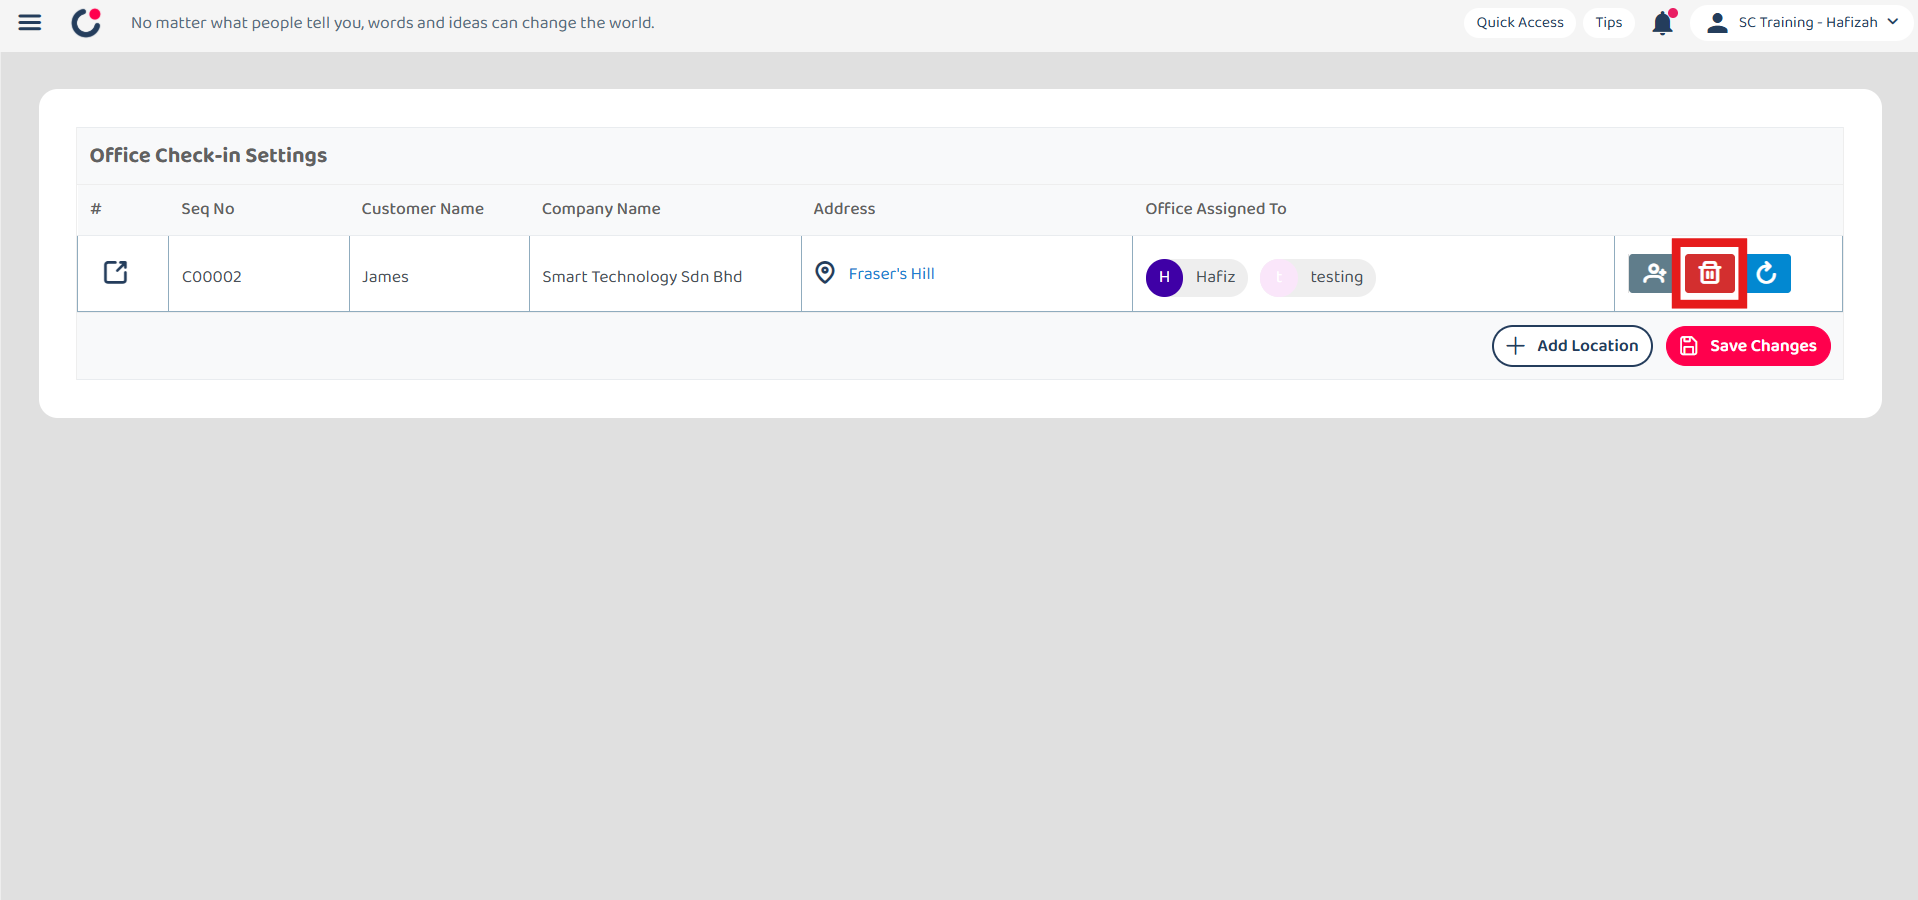 No matter what people tell you, words and ideas can change the world.
Quick Access
Tips
SC Training - Hafizah
Office Check-in Settings
# Seq No Customer Name Company Name Address Office Assigned To
C00002 James Smart Technology Sdn Bhd Fraser's Hill H Hafiz t testing
Add Location
Save Changes